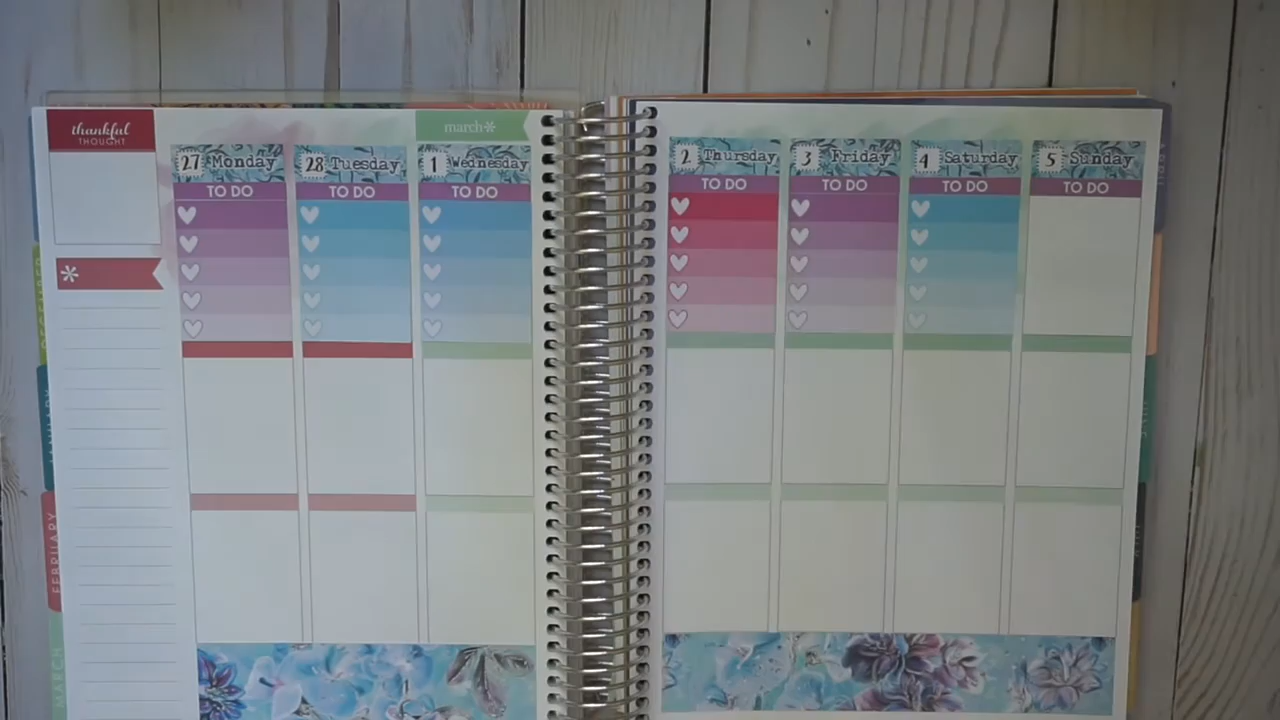 thankful
THOUGHT
march*
27 Monday
28 Tuesday
1 Wednesday
2 Thursday
3 Friday
4 Saturday
5 Sunday
TO DO
TO DO
TO DO
TO DO
TO DO
TO DO
TO DO
JANUARY
FEBRUARY
MARCH